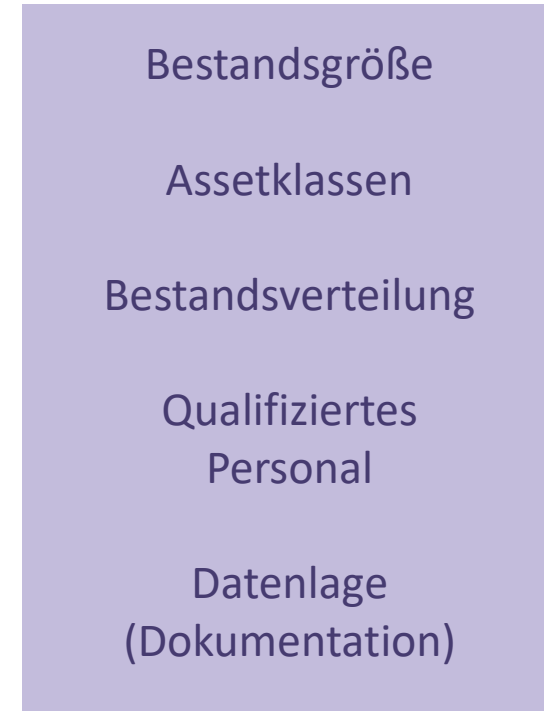 Bestandsgröße
Assetklassen
Bestandsverteilung
Qualifiziertes
Personal
Datenlage
(Dokumentation)